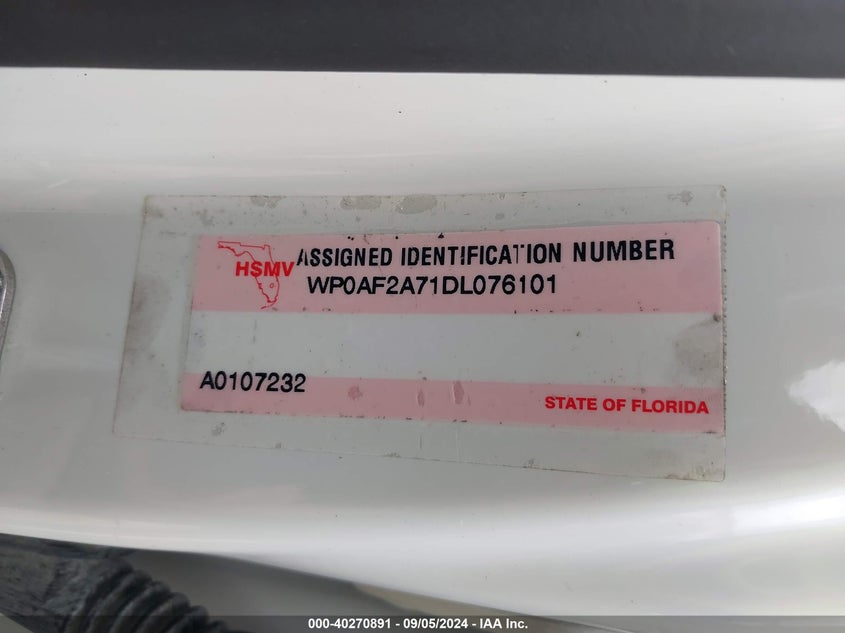 ASSIGNED IDENTIFICATION NUMBER
HSMV
WP0AF2A71DL076101
A0107232
STATE OF FLORIDA
000-40270891 - 09/05/2024 - IAA Inc.